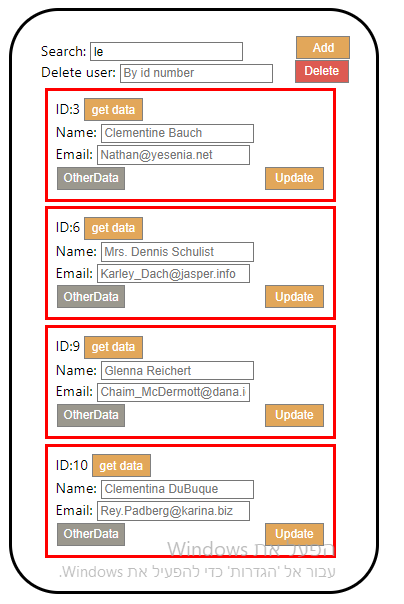 Search: le Add
Delete user: By id number Delete
ID:3 get data
Name: Clementine Bauch
Email: Nathan@yesenia.net
OtherData Update
ID:6 get data
Name: Mrs. Dennis Schulist
Email: Karley_Dach@jasper.info
OtherData Update
ID:9 get data
Name: Glenna Reichert
Email: Chaim_McDermott@dana.i
OtherData Update
ID:10 get data
Name: Clementina DuBuque
Email: Rey.Padberg@karina.biz
OtherData Update
הפעל את Windows
עבור אל 'הגדרות' כדי להפעיל את Windows.